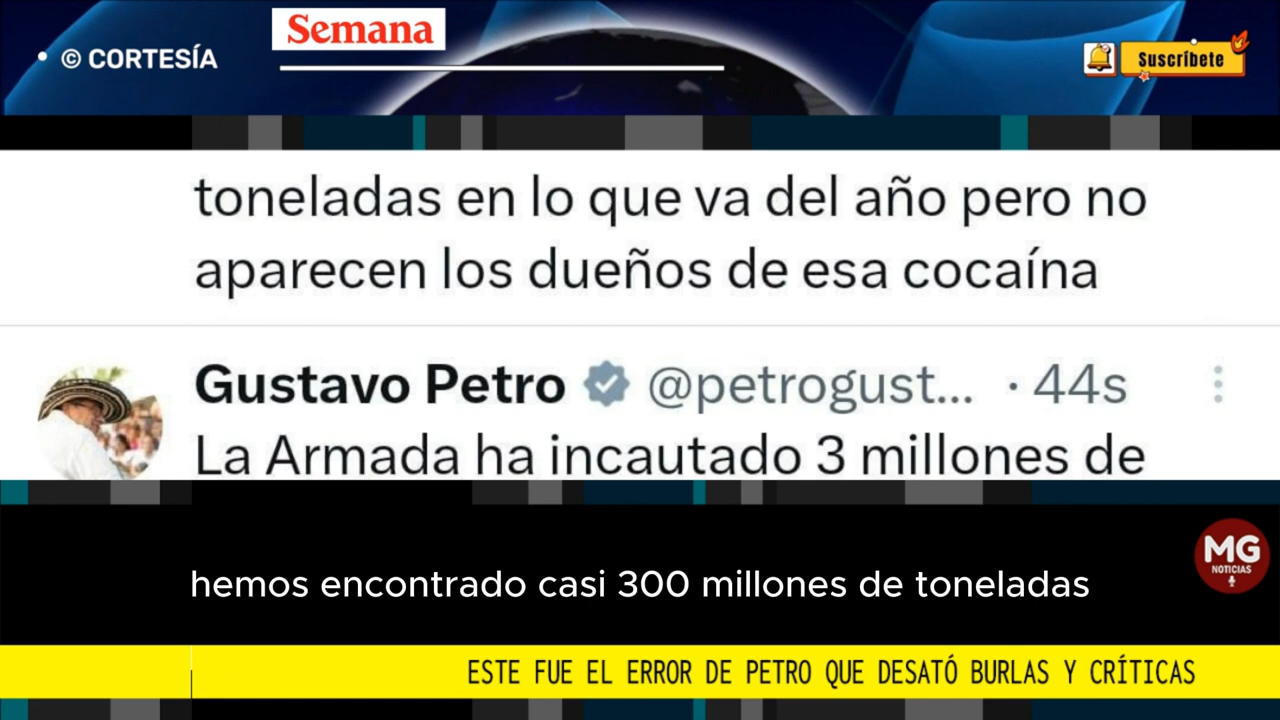 © CORTESÍA
Semana
Suscríbete
toneladas en lo que va del año pero no
aparecen los dueños de esa cocaína
Gustavo Petro @petrogust... · 44s
La Armada ha incautado 3 millones de
MG
NOTICIAS
hemos encontrado casi 300 millones de toneladas
ESTE FUE EL ERROR DE PETRO QUE DESATÓ BURLAS Y CRÍTICAS